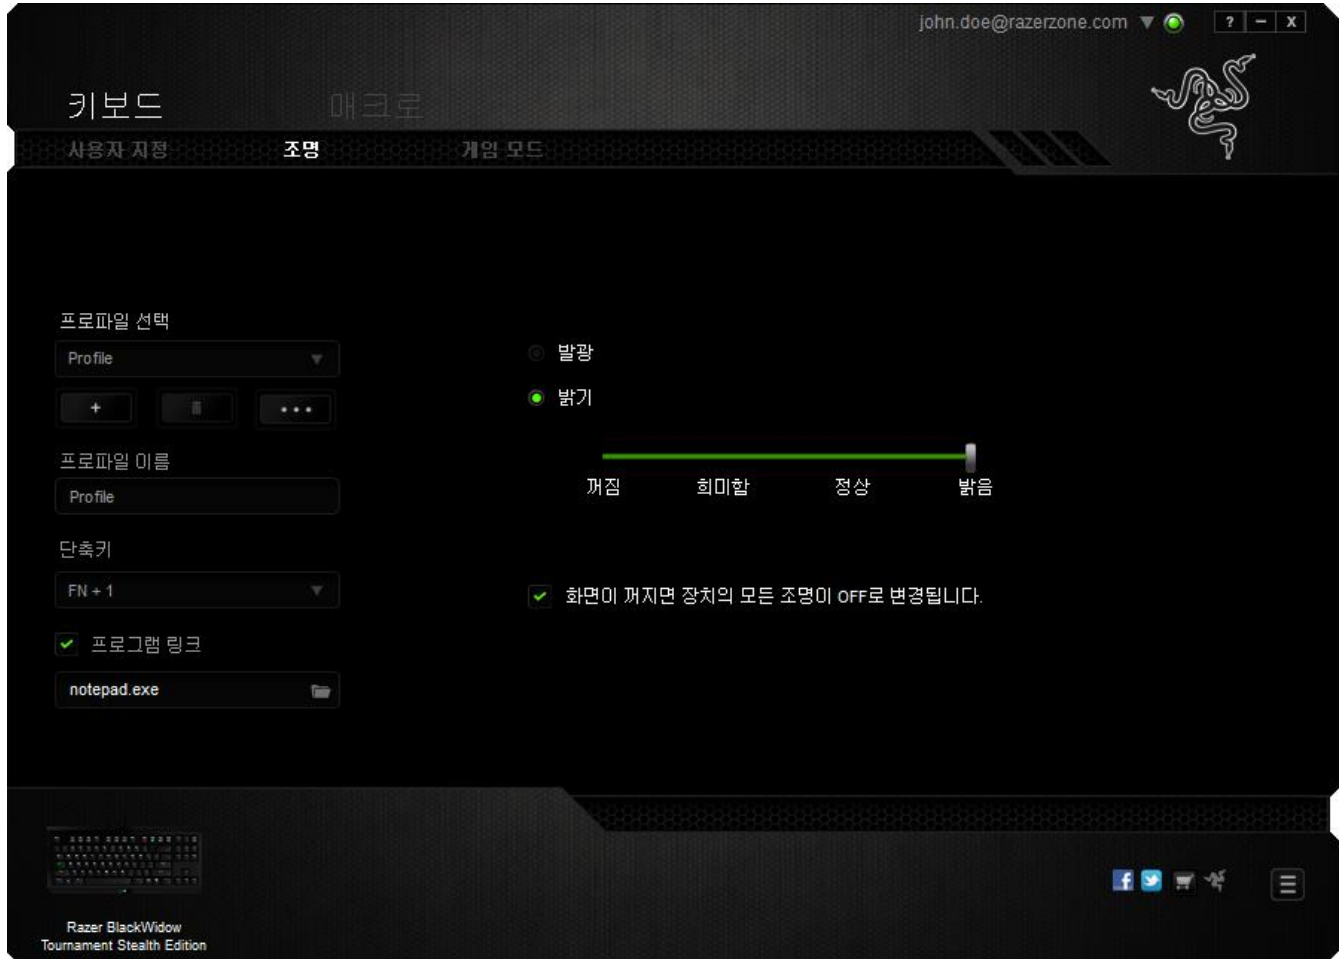 john.doe@razerzone.com
? – X
키보드 매크로
사용자 지정 조명 게임 모드
프로파일 선택
Profile
+
프로파일 이름
Profile
단축키
FN + 1
프로그램 링크
notepad.exe
발광
밝기
꺼짐 희미함 정상 밝음
화면이 꺼지면 장치의 모든 조명이 OFF로 변경됩니다.
Razer BlackWidow
Tournament Stealth Edition